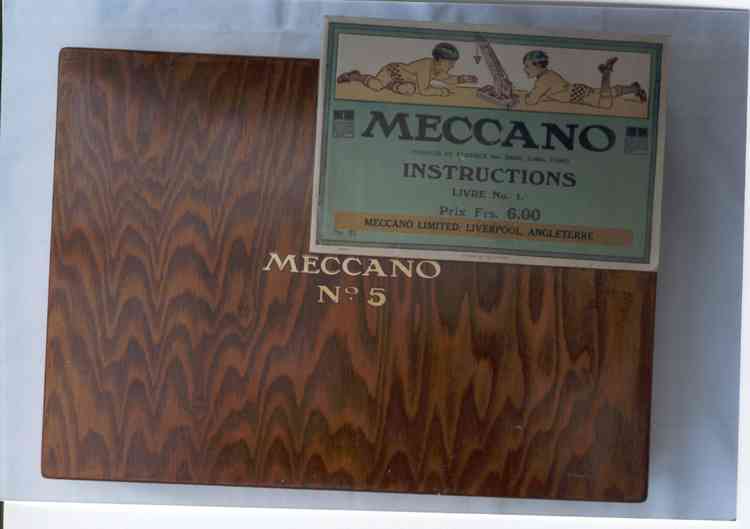 MECCANO
INSTRUCTIONS
LIVRE No. 1.
Prix Frs. 6.00
MECCANO LIMITED: LIVERPOOL, ANGLETERRE
MECCANO
Nº 5